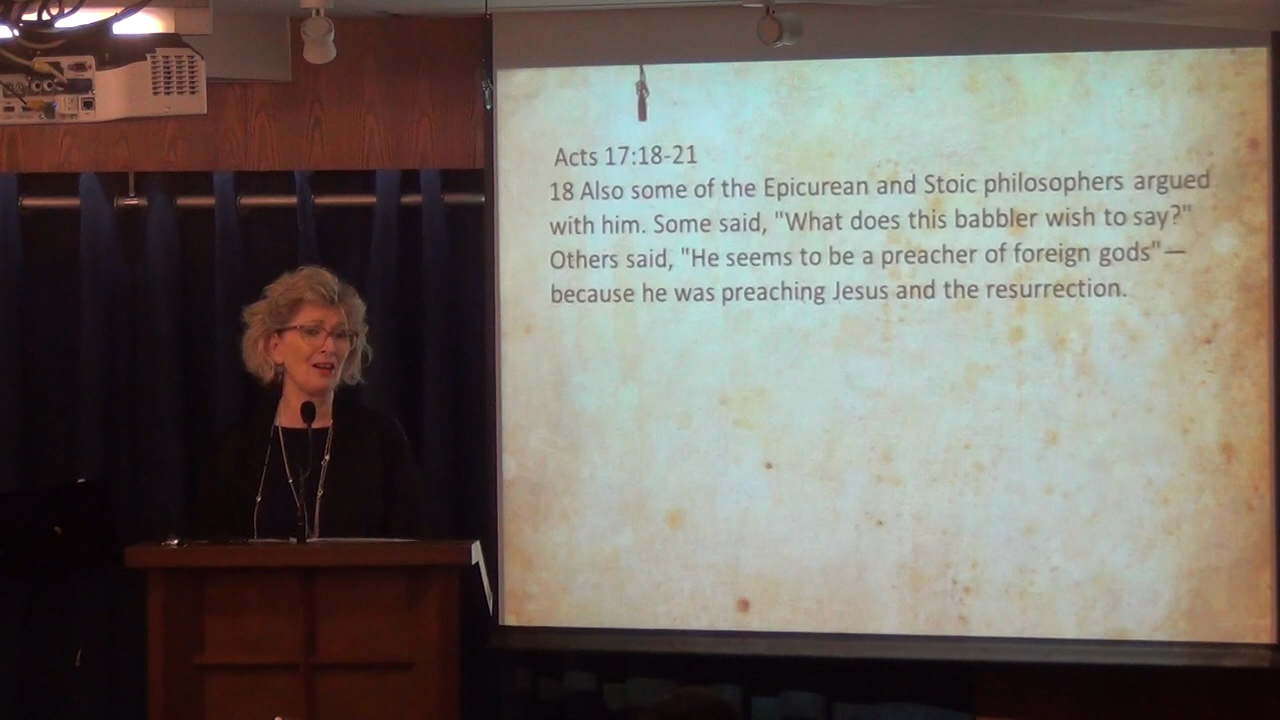 Acts 17:18-21
18 Also some of the Epicurean and Stoic philosophers argued
with him. Some said, "What does this babbler wish to say?"
Others said, "He seems to be a preacher of foreign gods"—
because he was preaching Jesus and the resurrection.